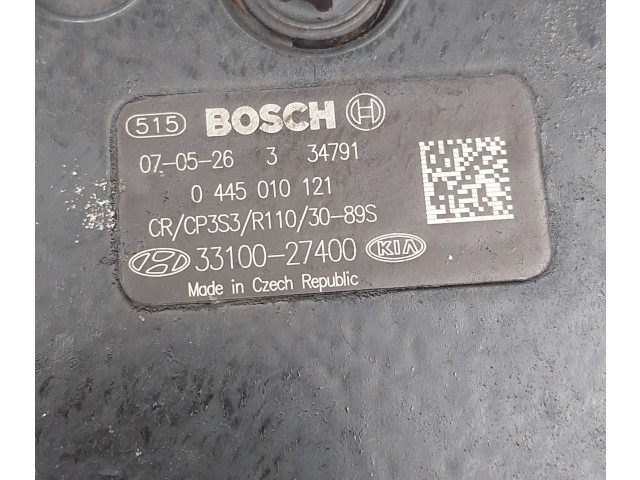 515 BOSCH
07-05-26 3 34791
0 445 010 121
CR/CP3S3/R110/30-89S
33100-27400 KIA
Made in Czech Republic